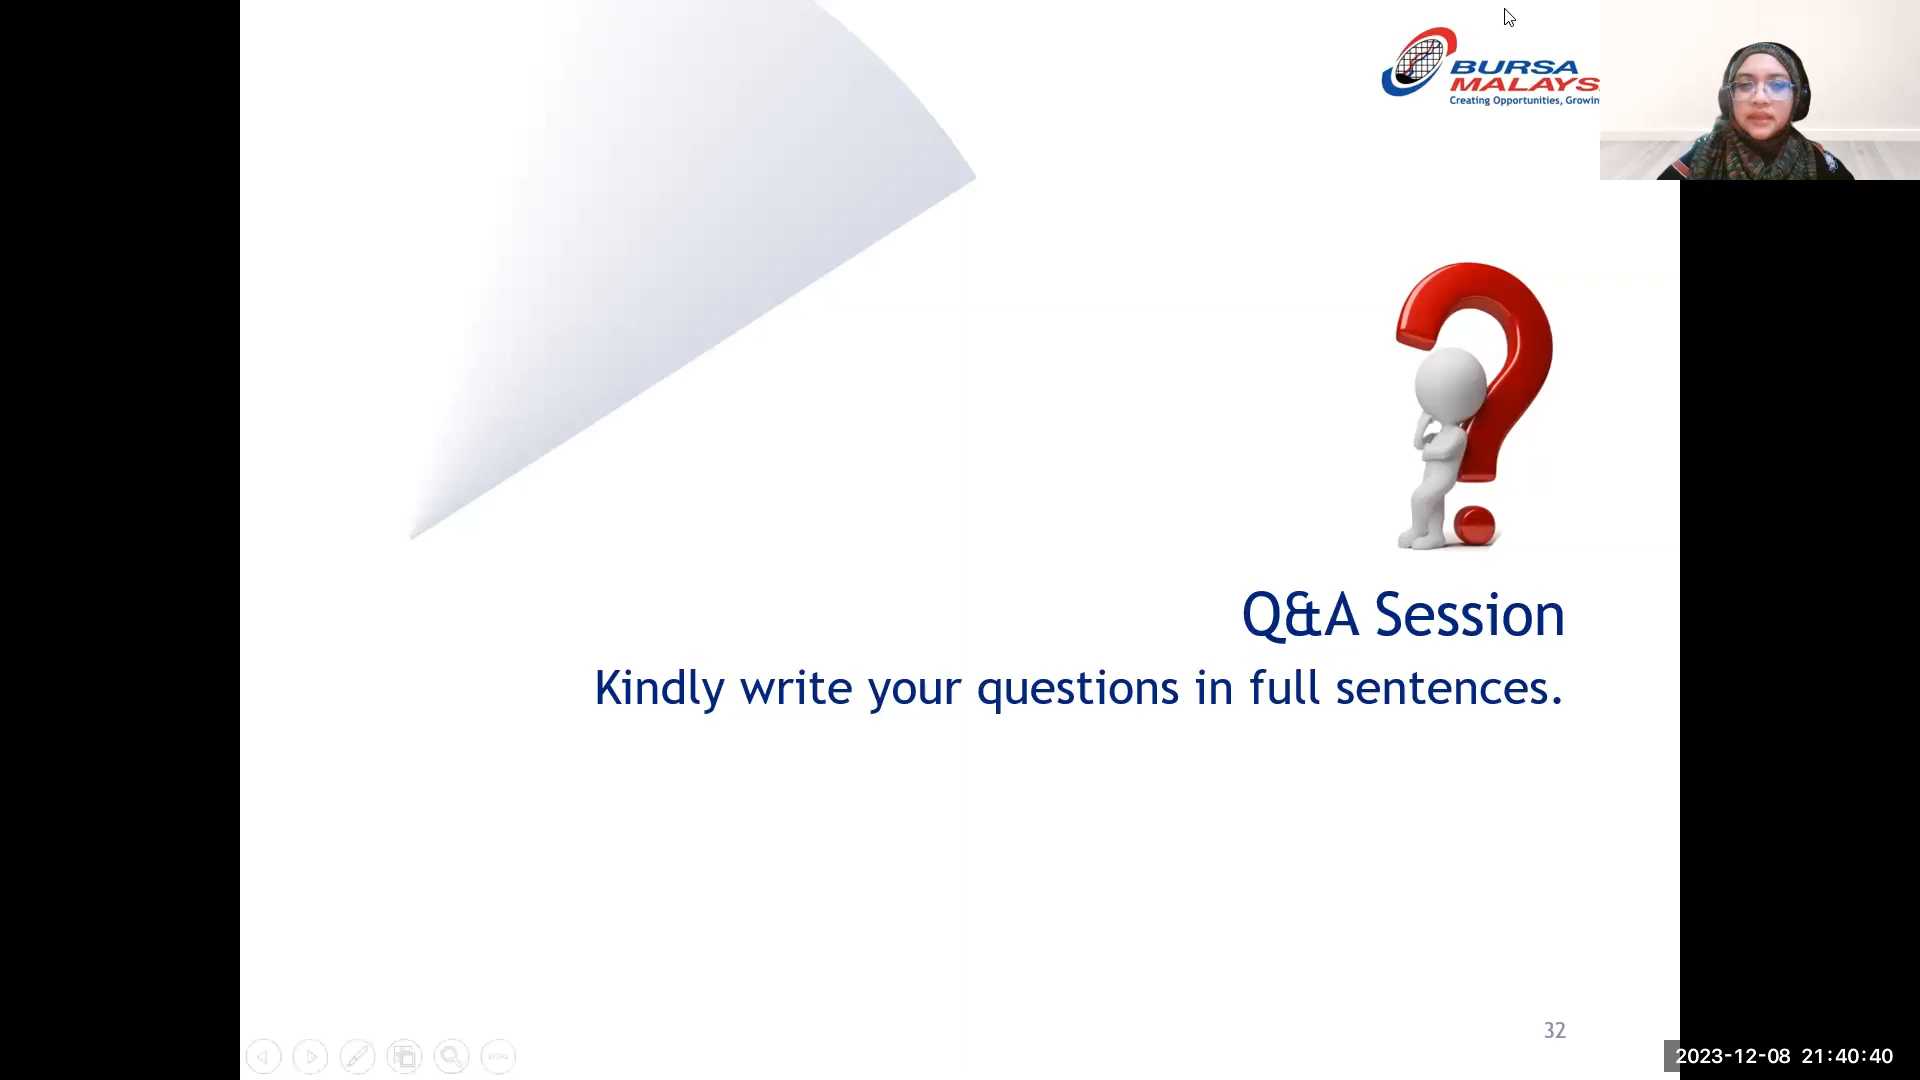 BURSA
MALAYS
Creating Opportunities, Growin
Q&A Session
Kindly write your questions in full sentences.
32
2023-12-08 21:40:40